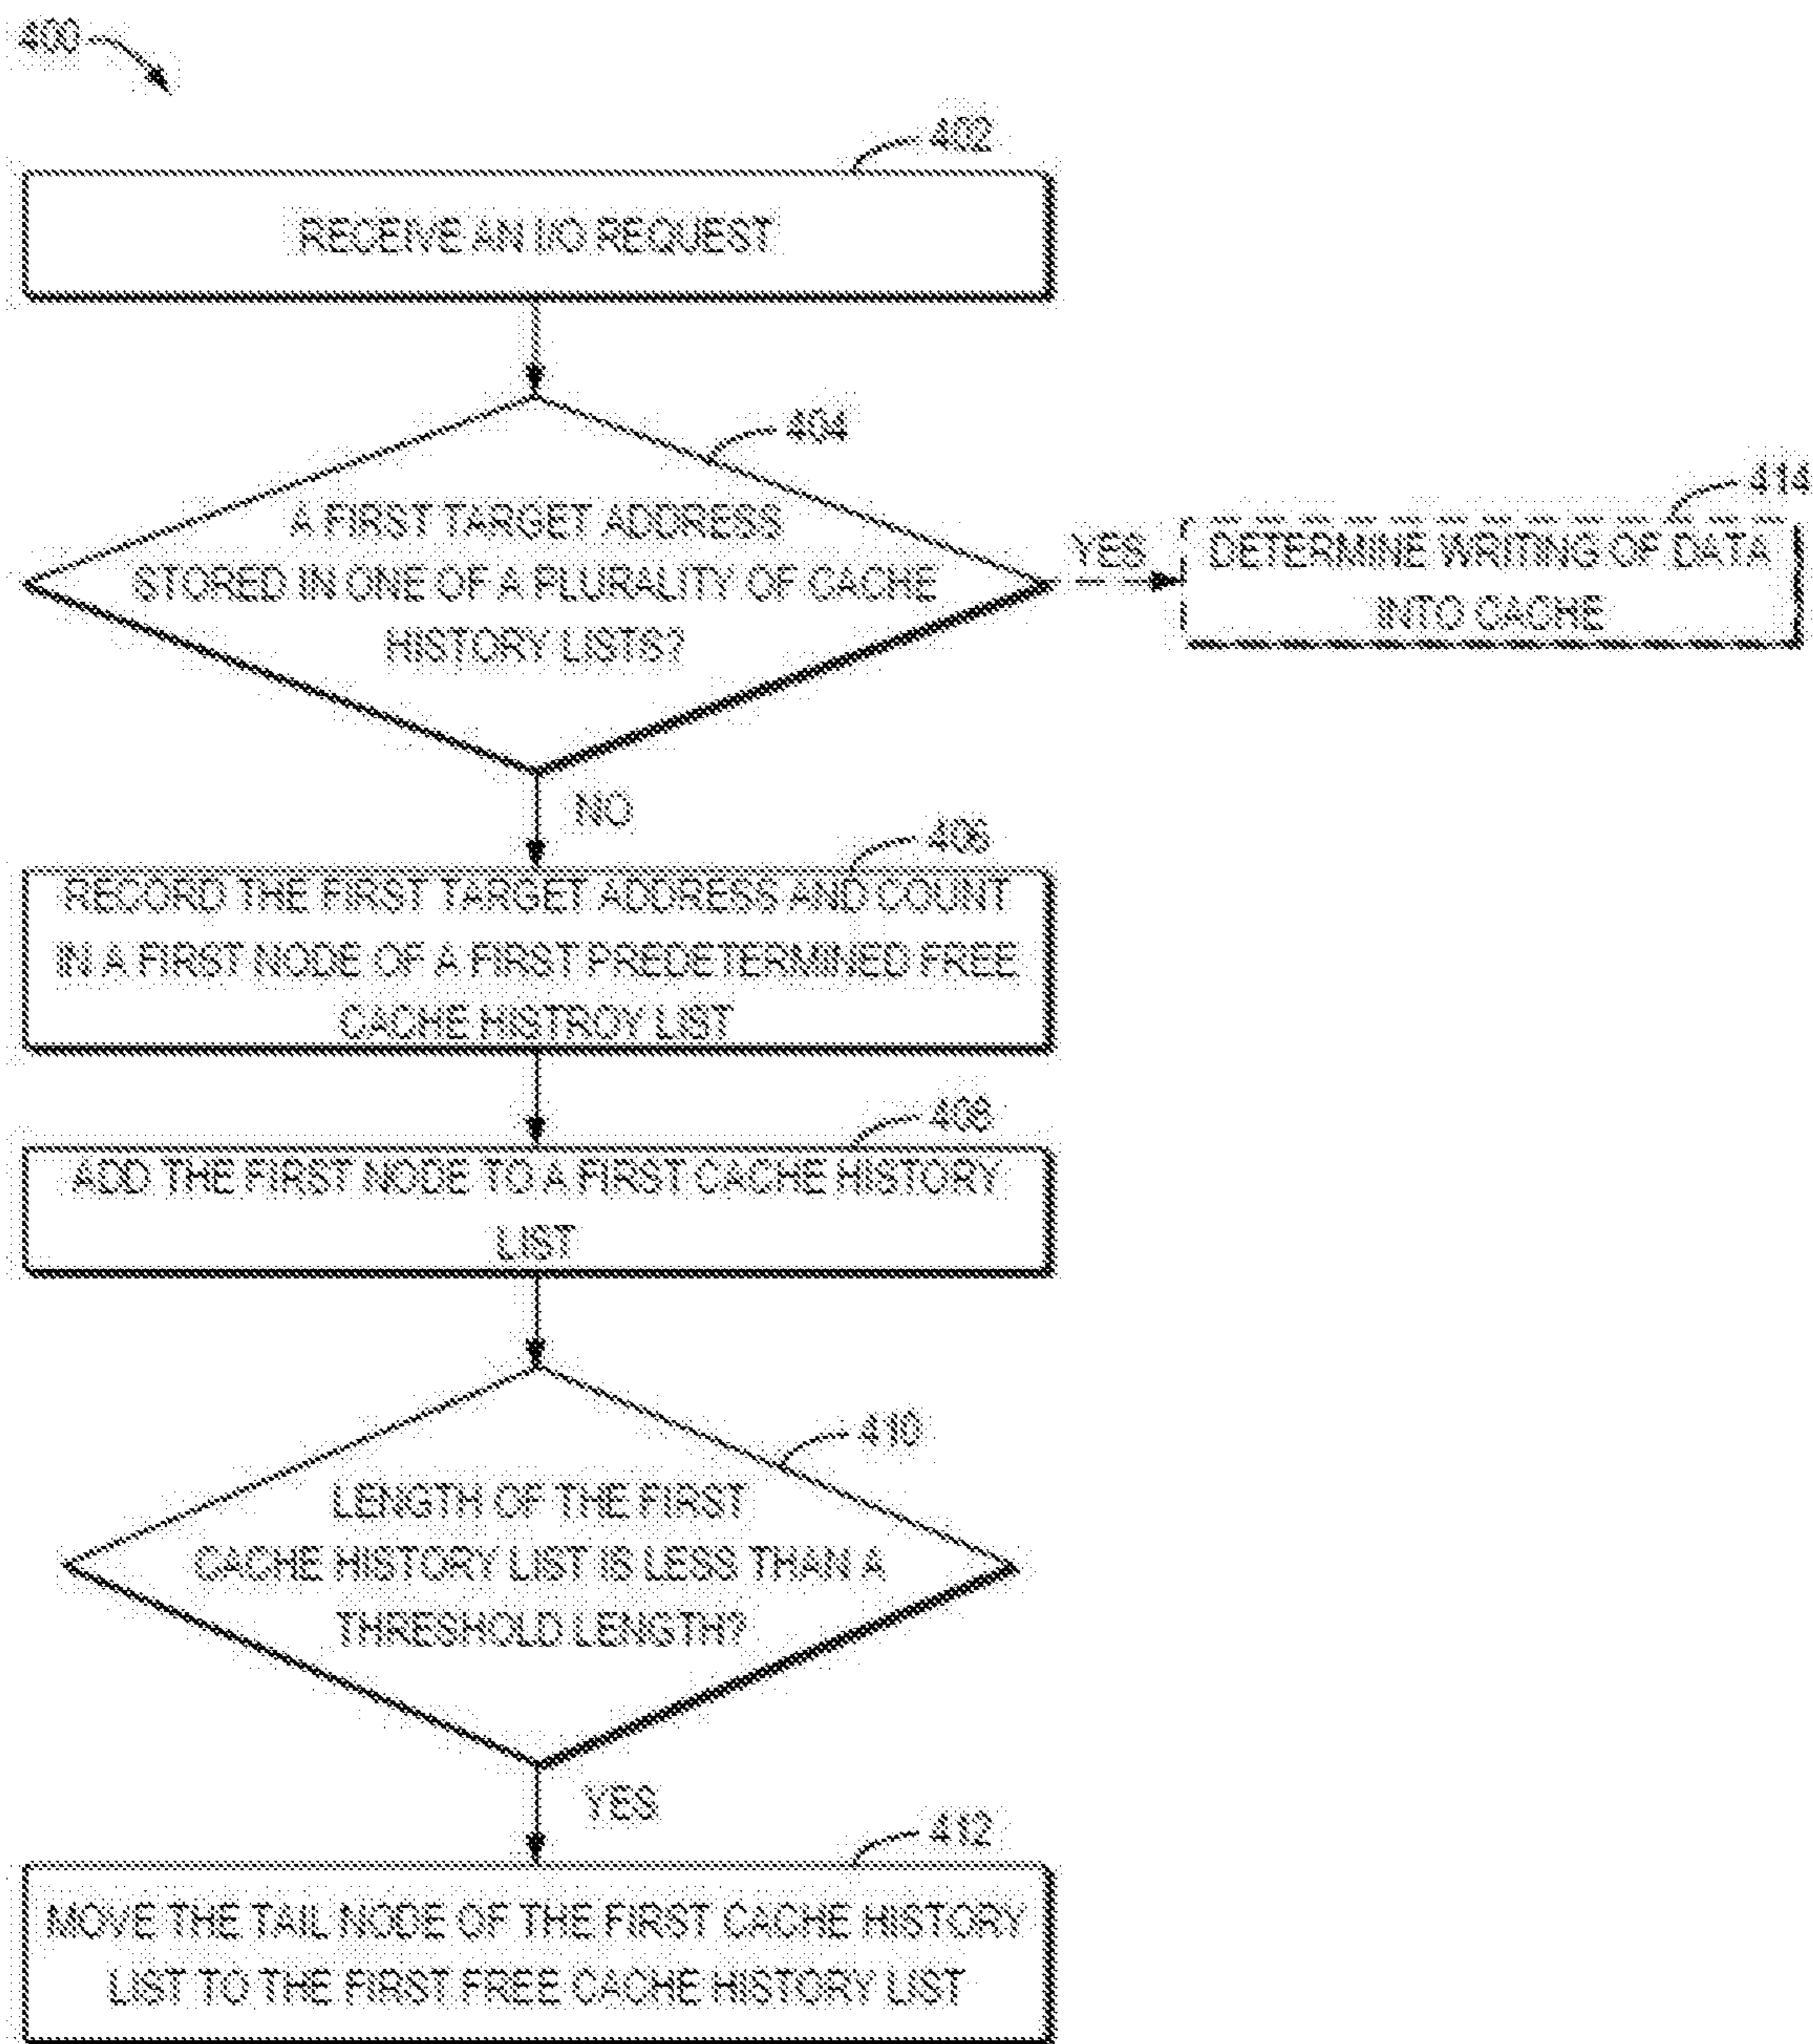 400
402
RECEIVE AN I/O REQUEST
404
A FIRST TARGET ADDRESS
STORED IN ONE OF A PLURALITY OF CACHE
HISTORY LISTS?
YES
414
DETERMINE WRITING OF DATA
INTO CACHE
NO
406
RECORD THE FIRST TARGET ADDRESS AND COUNT
IN A FIRST NODE OF A FIRST PREDETERMINED FREE
CACHE HISTROY LIST
408
ADD THE FIRST NODE TO A FIRST CACHE HISTORY
LIST
410
LENGTH OF THE FIRST
CACHE HISTORY LIST IS LESS THAN A
THRESHOLD LENGTH?
YES
412
MOVE THE TAIL NODE OF THE FIRST CACHE HISTORY
LIST TO THE FIRST FREE CACHE HISTORY LIST